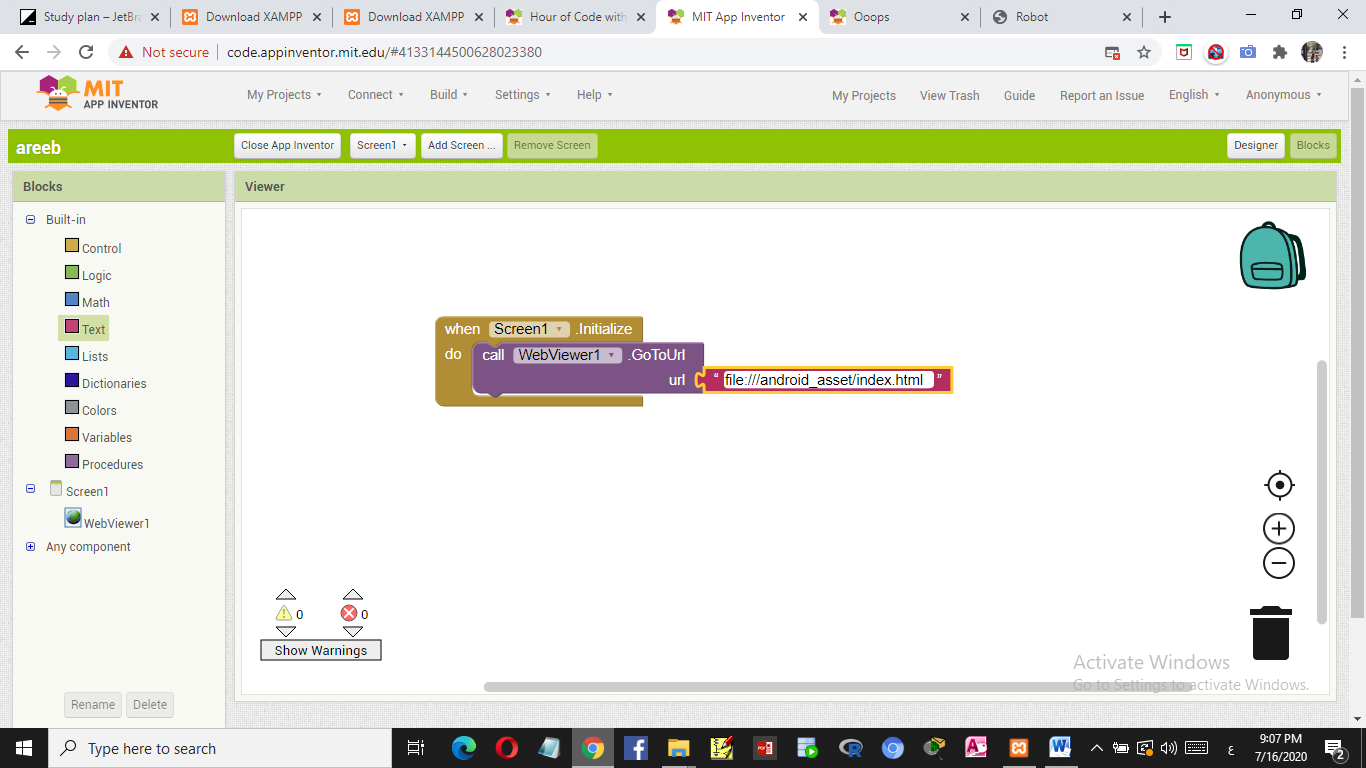 Study plan – JetBra
Download XAMPP
Download XAMPP
Hour of Code with
MIT App Inventor
Ooops
Robot
Not secure
code.appinventor.mit.edu/#4133144500628023380
MIT
APP INVENTOR
My Projects
Connect
Build
Settings
Help
My Projects
View Trash
Guide
Report an Issue
English
Anonymous
areeb
Close App Inventor
Screen1
Add Screen ...
Remove Screen
Designer
Blocks
Blocks
Viewer
Built-in
Control
Logic
Math
Text
Lists
Dictionaries
Colors
Variables
Procedures
Screen1
WebViewer1
Any component
Rename
Delete
when Screen1 .Initialize
do call WebViewer1 .GoToUrl
url " file:///android_asset/index.html "
0
0
Show Warnings
Activate Windows
Go to Settings to activate Windows.
Type here to search
ع
9:07 PM
7/16/2020
2